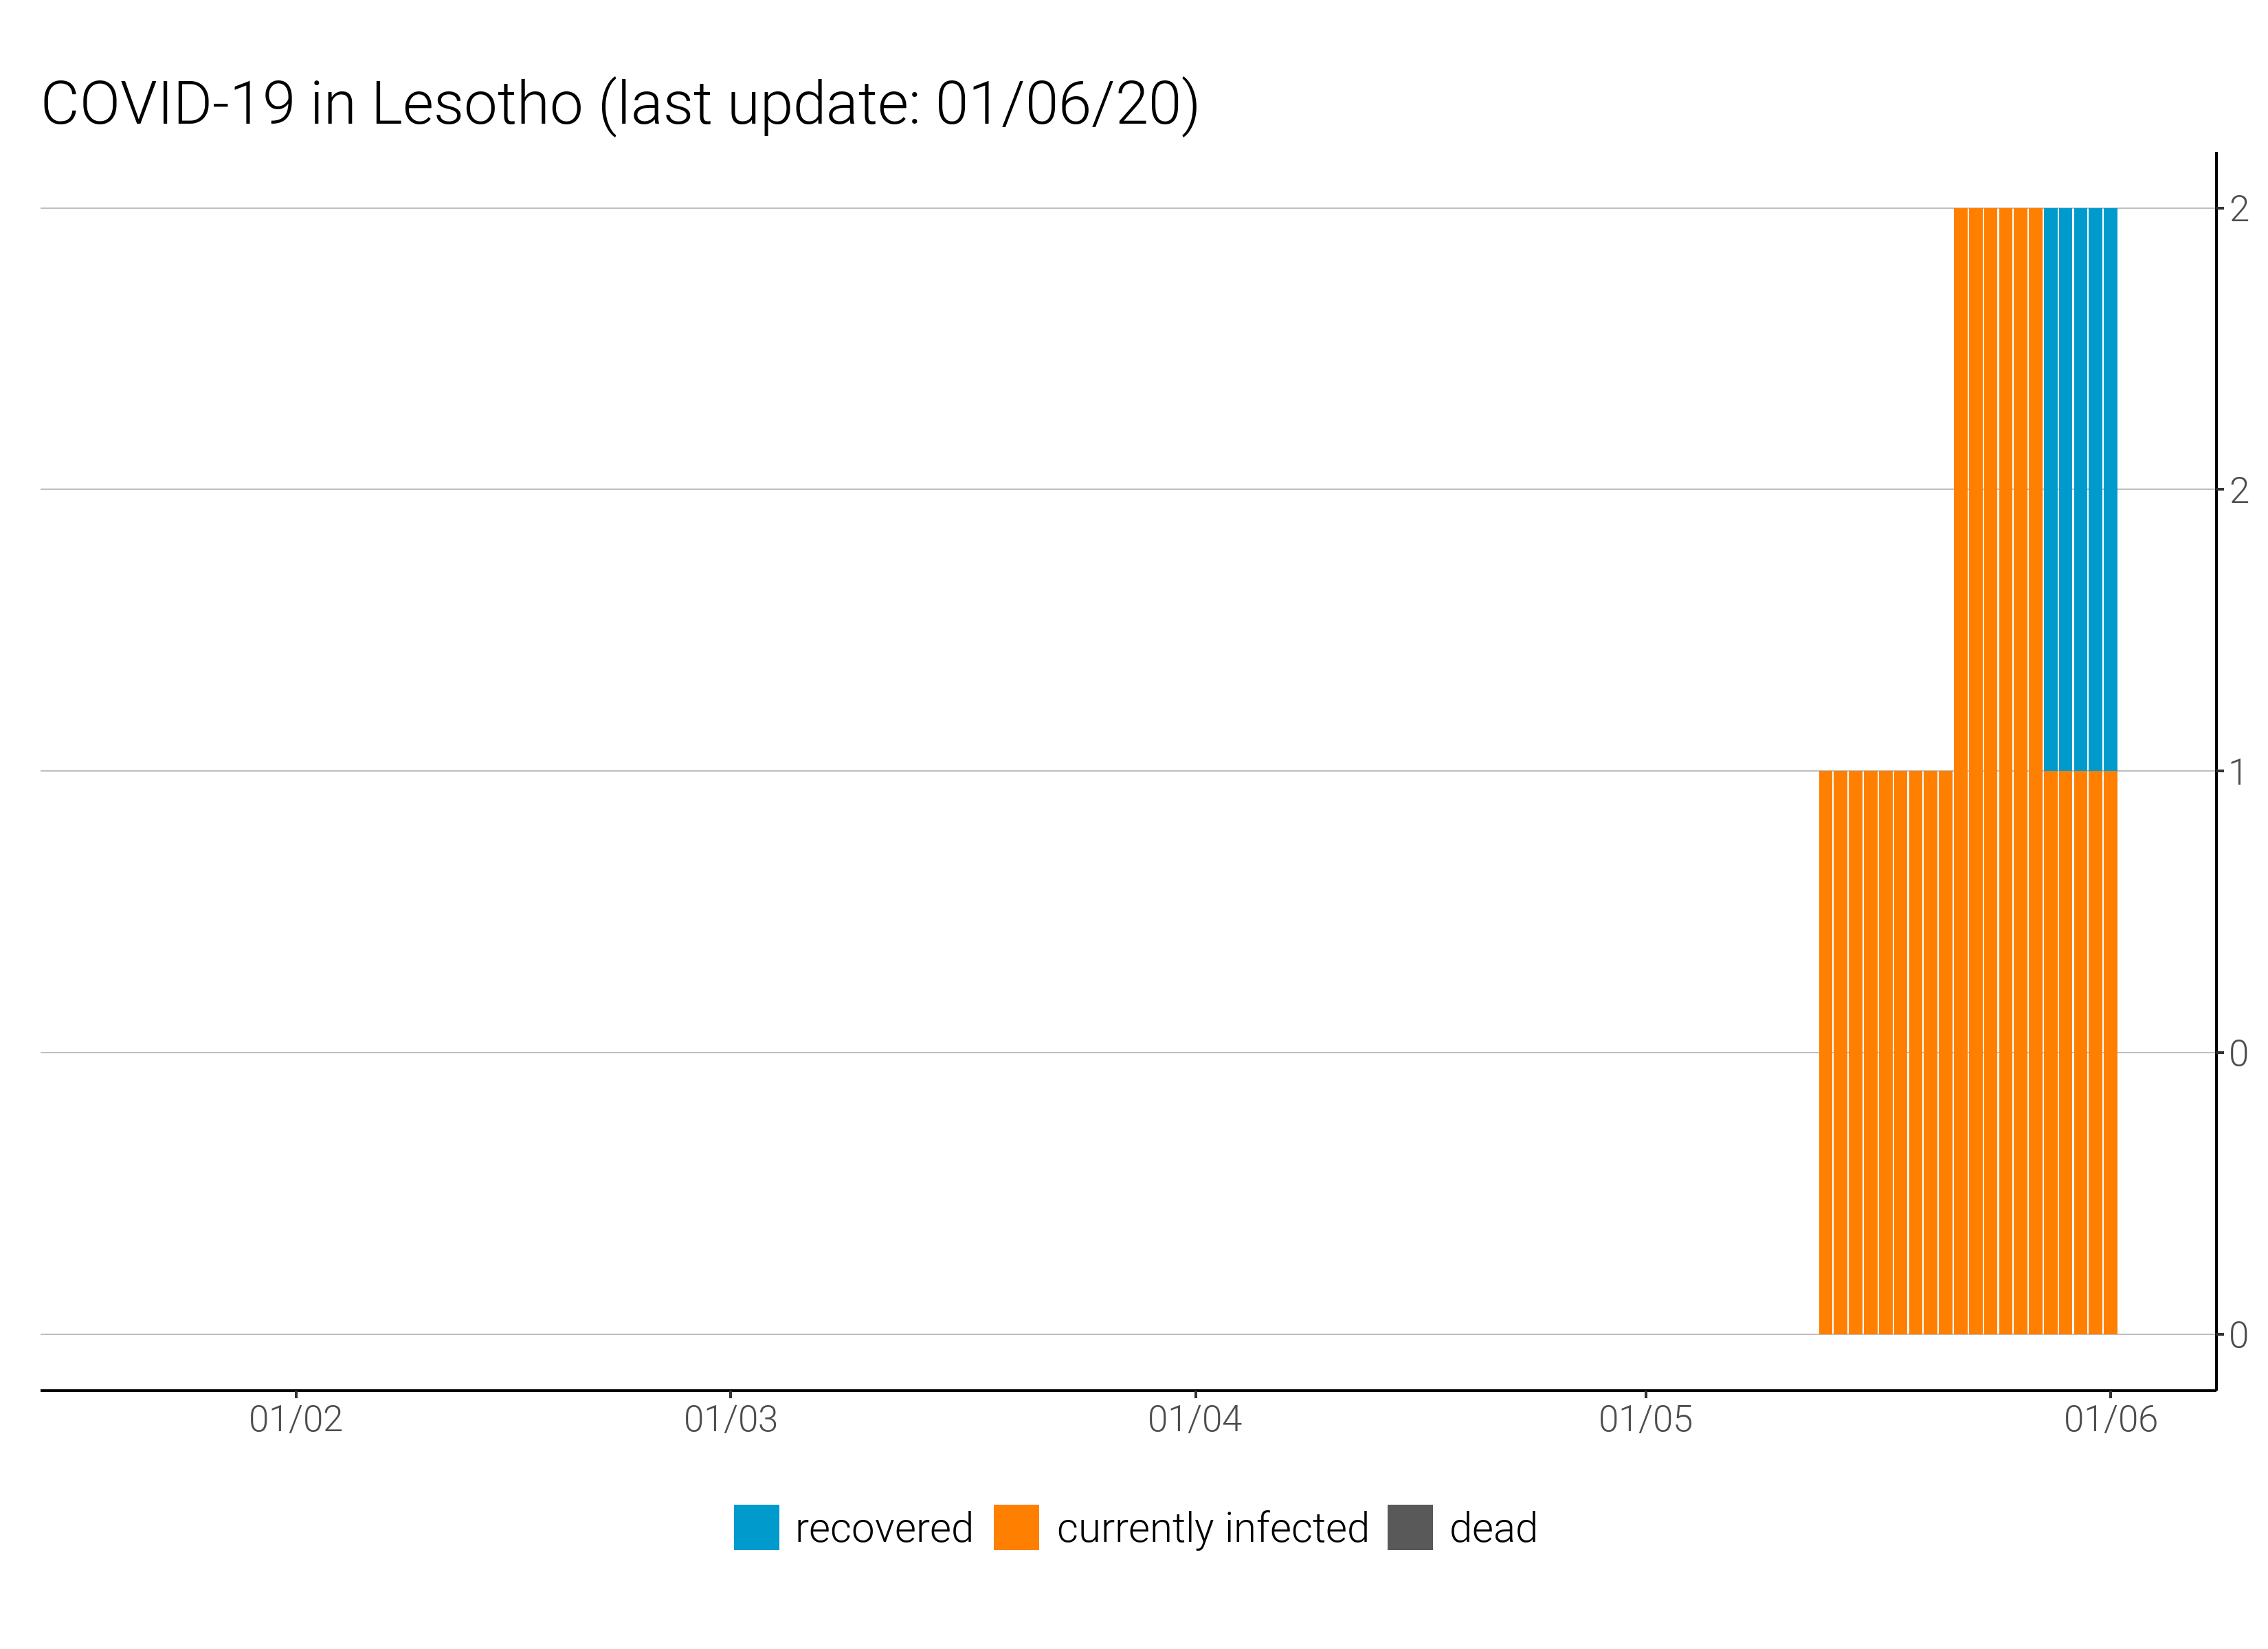 COVID-19 in Lesotho (last update: 01/06/20)
2
2
1
0
0
01/02 01/03 01/04 01/05 01/06
recovered currently infected dead